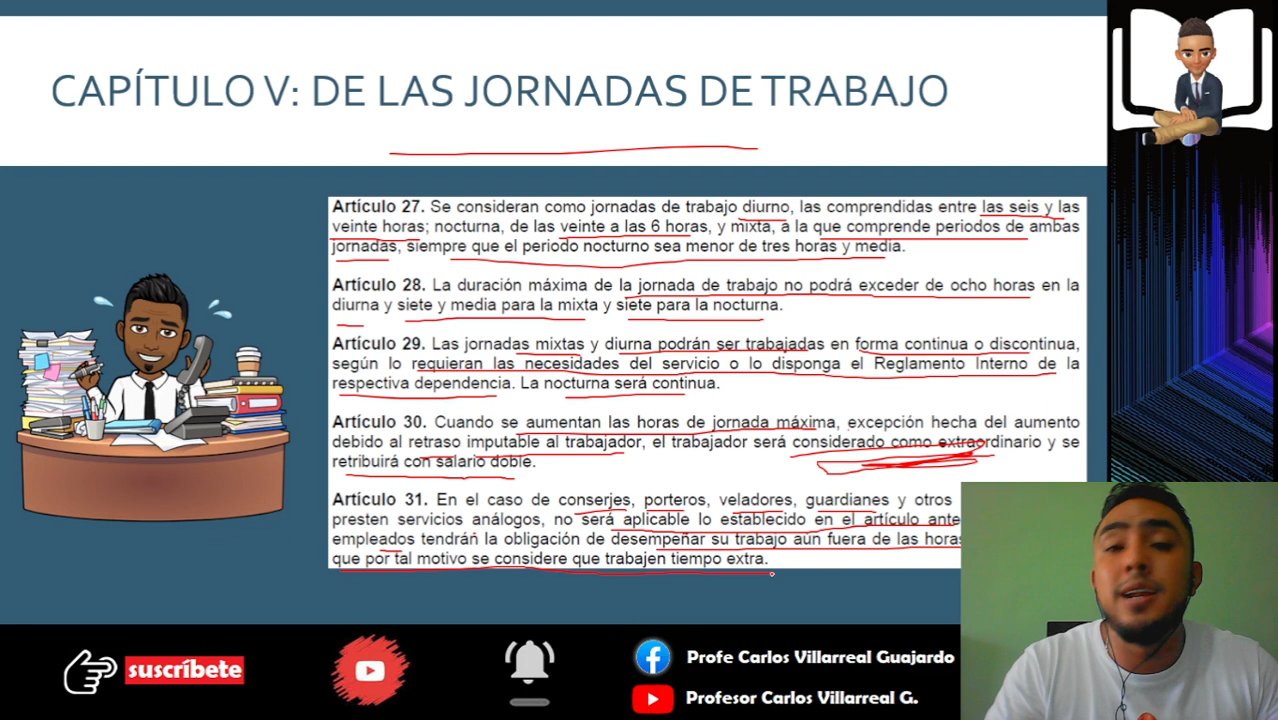 CAPÍTULO V: DE LAS JORNADAS DE TRABAJO
Artículo 27. Se consideran como jornadas de trabajo diurno, las comprendidas entre las seis y las
veinte horas; nocturna, de las veinte a las 6 horas, y mixta, a la que comprende periodos de ambas
jornadas, siempre que el periodo nocturno sea menor de tres horas y media.
Artículo 28. La duración máxima de la jornada de trabajo no podrá exceder de ocho horas en la
diurna y siete y media para la mixta y siete para la nocturna.
Artículo 29. Las jornadas mixtas y diurna podrán ser trabajadas en forma continua o discontinua,
según lo requieran las necesidades del servicio o lo disponga el Reglamento Interno de la
respectiva dependencia. La nocturna será continua.
Artículo 30. Cuando se aumentan las horas de jornada máxima, excepción hecha del aumento
debido al retraso imputable al trabajador, el trabajador será considerado como extraordinario y se
retribuirá con salario doble.
Artículo 31. En el caso de conserjes, porteros, veladores, guardianes y otros
presten servicios análogos, no será aplicable lo establecido en el artículo ante
empleados tendrán la obligación de desempeñar su trabajo aún fuera de las horas
que por tal motivo se considere que trabajen tiempo extra.
suscríbete
Profe Carlos Villarreal Guajardo
Profesor Carlos Villarreal G.